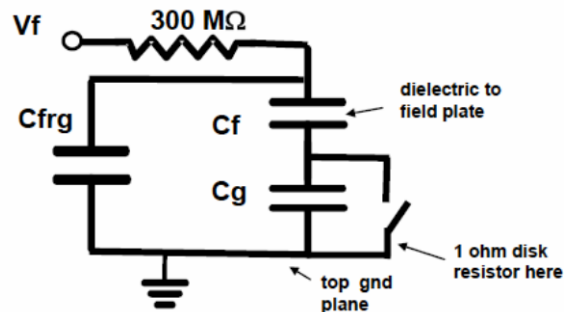 Vf
300 MΩ
Cfrg
Cf
dielectric to
field plate
Cg
1 ohm disk
resistor here
top gnd
plane